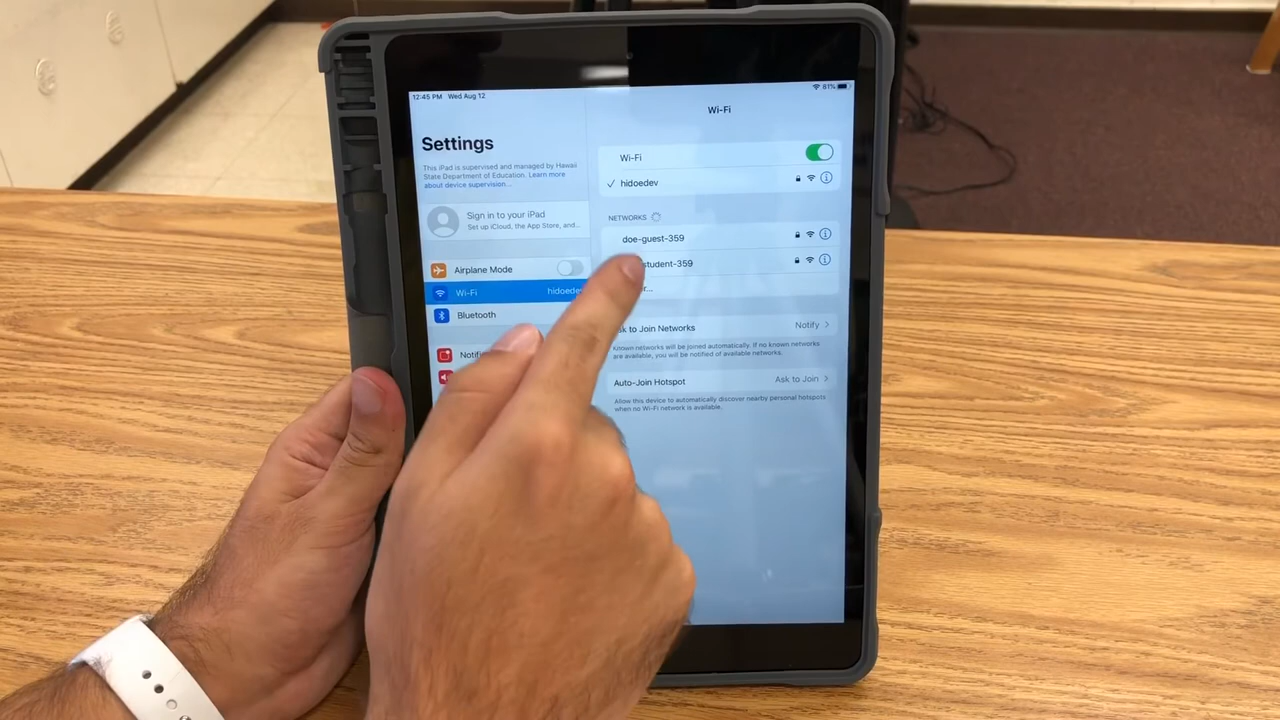 12:45 PM Wed Aug 12
81%
Settings
This iPad is supervised and managed by Hawaii
State Department of Education. Learn more
about device supervision...
Sign in to your iPad
Set up iCloud, the App Store, and...
Airplane Mode
Wi-Fi hidoedev
Bluetooth
Wi-Fi
Wi-Fi
hidoedev
NETWORKS
doe-guest-359
student-359
Join Networks Notify
Known networks will be joined automatically. If no known networks
are available, you will be notified of available networks.
Auto-Join Hotspot Ask to Join
Allow this device to automatically discover nearby personal hotspots
when no Wi-Fi network is available.